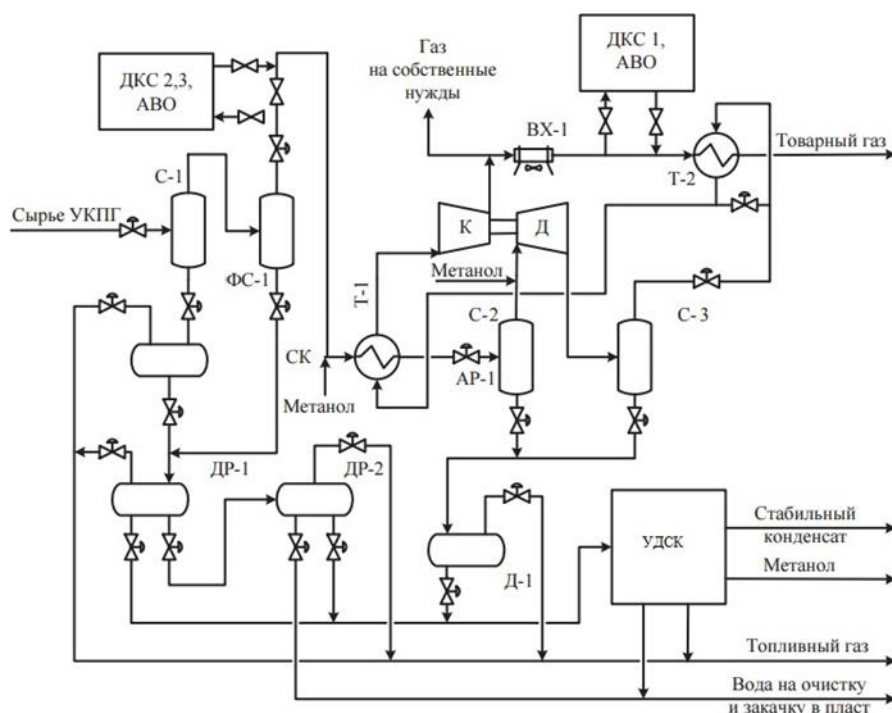 Газ
на собственные
нужды
ДКС 1,
АВО
ДКС 2,3,
АВО
ВХ-1
Товарный газ
Т-2
С-1
К
Д
Сырье УКПГ
Метанол
ФС-1
Т-1
С-2
С-3
СК
АР-1
Метанол
ДР-1
ДР-2
Стабильный
конденсат
УДСК
Метанол
Д-1
Топливный газ
Вода на очистку
и закачку в пласт